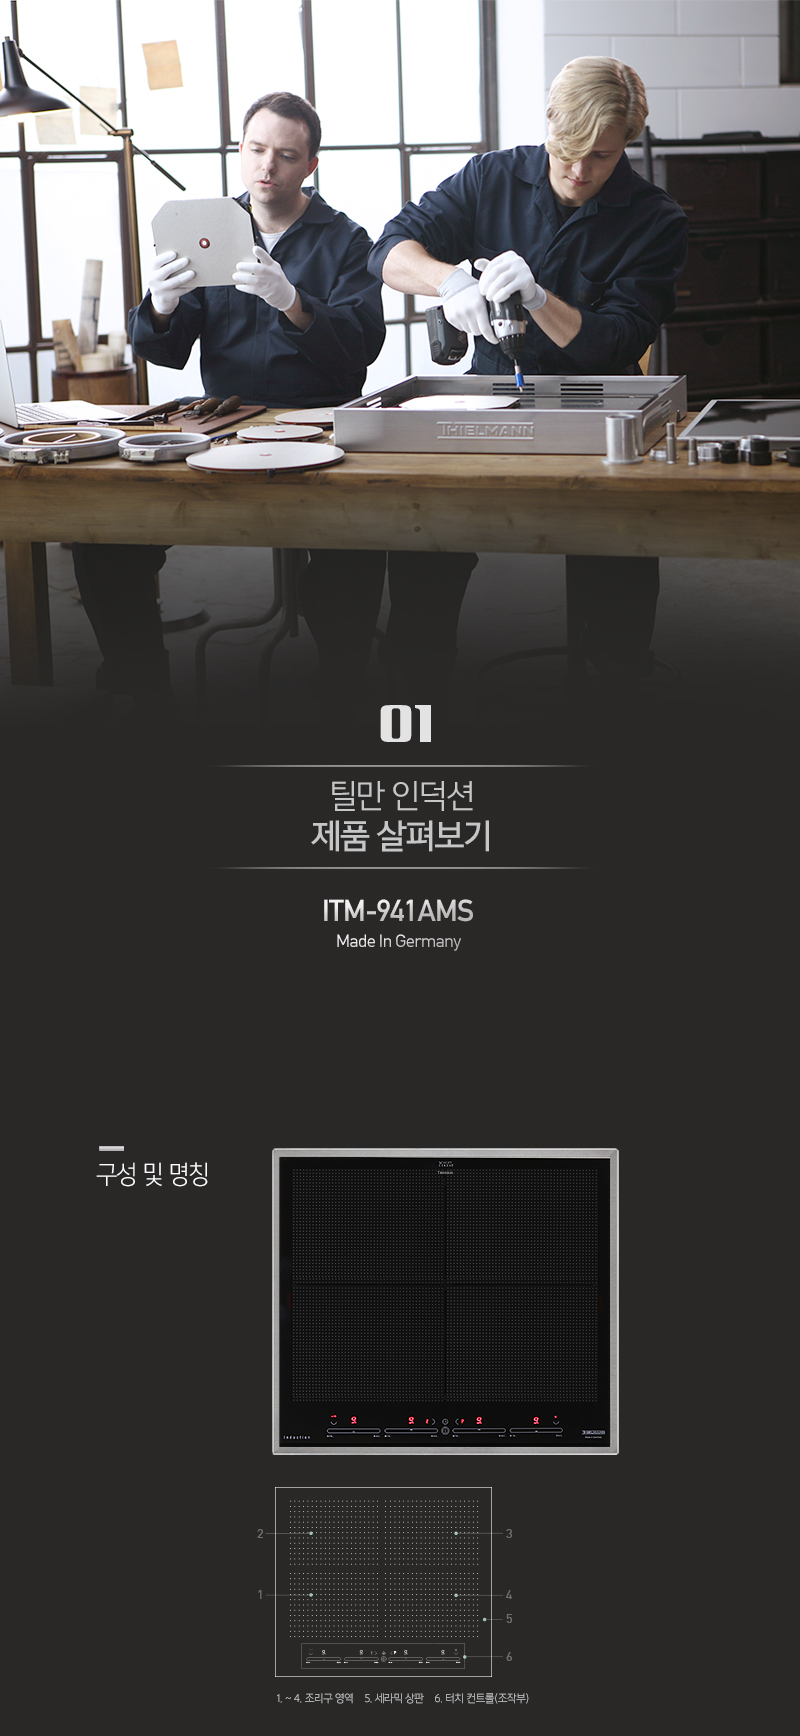 THIELMANN
01
틸만 인덕션
제품 살펴보기
ITM-941AMS
Made In Germany
구성 및 명칭
induction
2
3
1
4
5
6
1. ~ 4. 조리구 영역 5. 세라믹 상판 6. 터치 컨트롤(조작부)